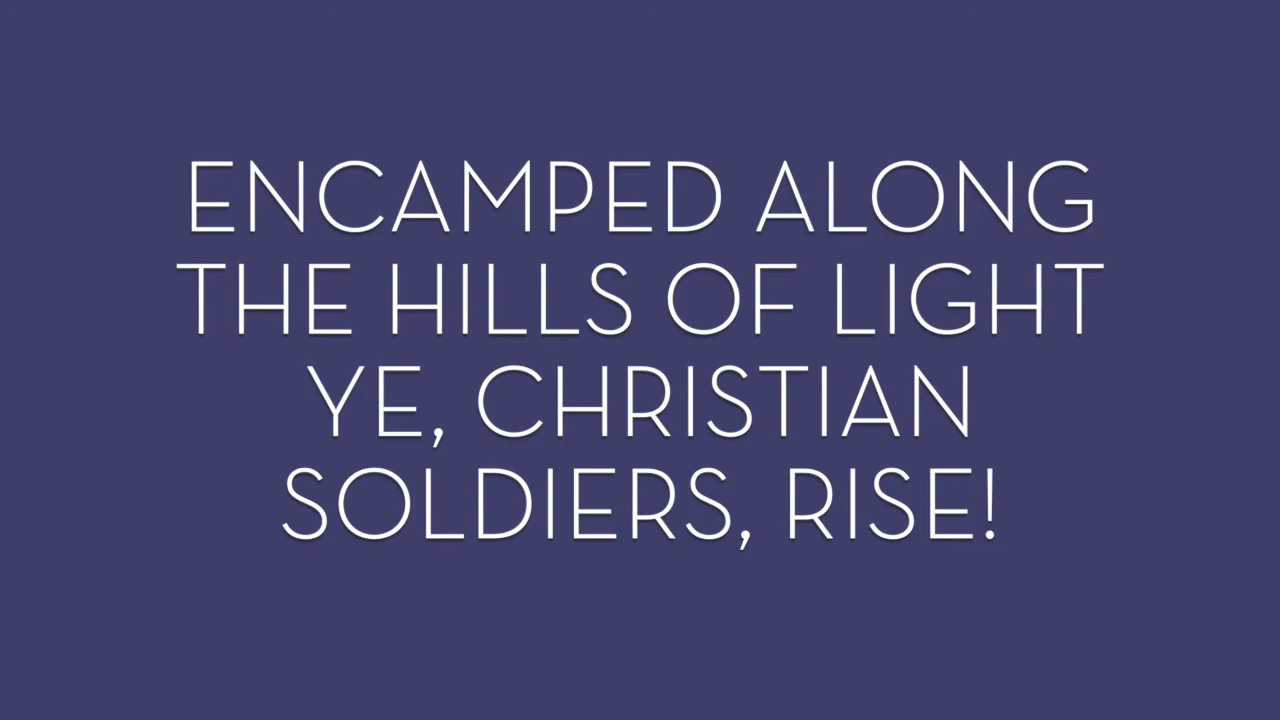 ENCAMPED ALONG
THE HILLS OF LIGHT
YE, CHRISTIAN
SOLDIERS, RISE!